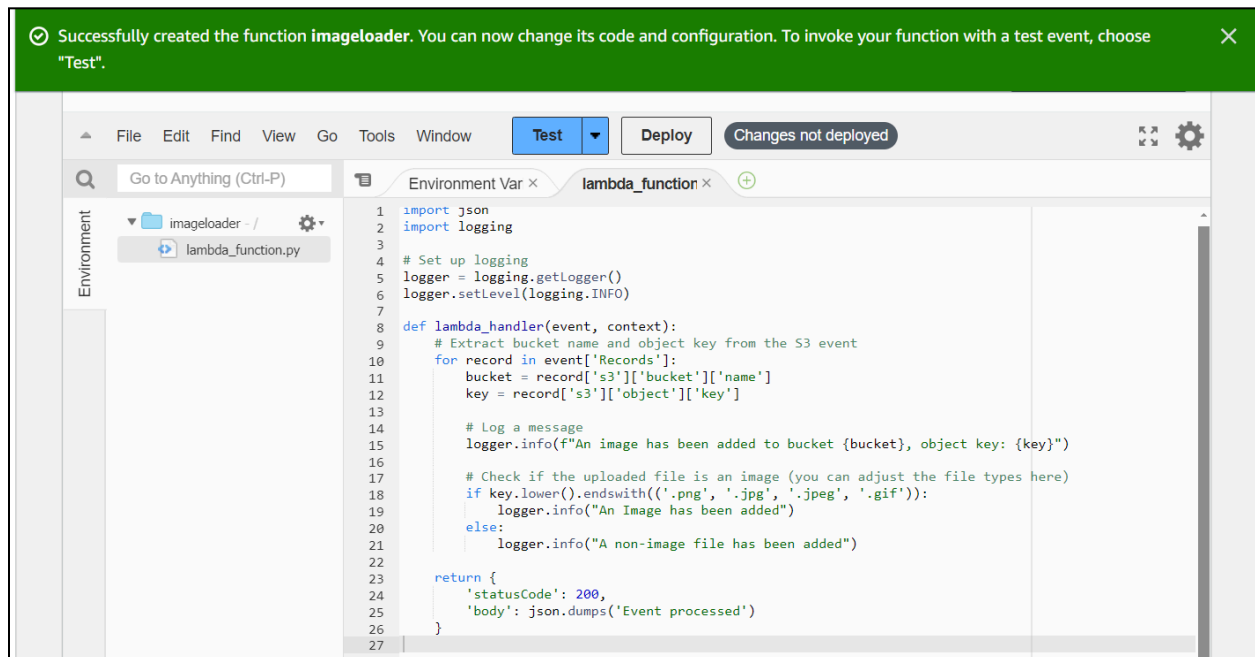 Successfully created the function imageloader. You can now change its code and configuration. To invoke your function with a test event, choose
"Test".
File Edit Find View Go Tools Window Test Deploy Changes not deployed
Go to Anything (Ctrl-P)
Environment Var × lambda_function ×
Environment
imageloader - /
lambda_function.py
1 import json
2 import logging
3
4 # Set up logging
5 logger = logging.getLogger()
6 logger.setLevel(logging.INFO)
7
8 def lambda_handler(event, context):
9     # Extract bucket name and object key from the S3 event
10     for record in event['Records']:
11         bucket = record['s3']['bucket']['name']
12         key = record['s3']['object']['key']
13
14         # Log a message
15         logger.info(f"An image has been added to bucket {bucket}, object key: {key}")
16
17         # Check if the uploaded file is an image (you can adjust the file types here)
18         if key.lower().endswith(('.png', '.jpg', '.jpeg', '.gif')):
19             logger.info("An Image has been added")
20         else:
21             logger.info("A non-image file has been added")
22
23     return {
24         'statusCode': 200,
25         'body': json.dumps('Event processed')
26     }
27